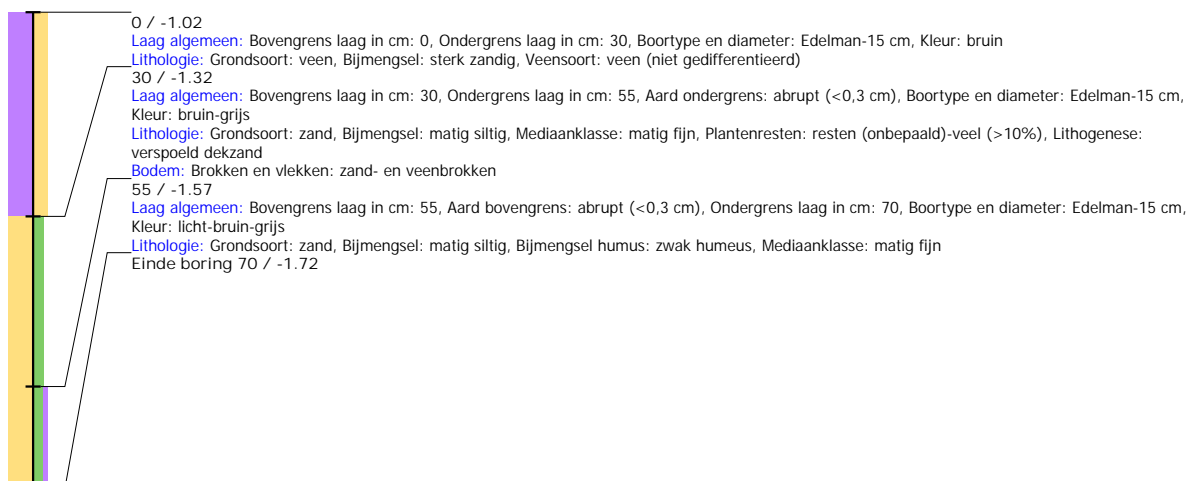 0 / -1.02
Laag algemeen: Bovengrens laag in cm: 0, Ondergrens laag in cm: 30, Boortype en diameter: Edelman-15 cm, Kleur: bruin
Lithologie: Grondsoort: veen, Bijmengsel: sterk zandig, Veensoort: veen (niet gedifferentieerd)
30 / -1.32
Laag algemeen: Bovengrens laag in cm: 30, Ondergrens laag in cm: 55, Aard ondergrens: abrupt (<0,3 cm), Boortype en diameter: Edelman-15 cm,
Kleur: bruin-grijs
Lithologie: Grondsoort: zand, Bijmengsel: matig siltig, Mediaanklasse: matig fijn, Plantenresten: resten (onbepaald)-veel (>10%), Lithogenese:
verspoeld dekzand
Bodem: Brokken en vlekken: zand- en veenbrokken
55 / -1.57
Laag algemeen: Bovengrens laag in cm: 55, Aard bovengrens: abrupt (<0,3 cm), Ondergrens laag in cm: 70, Boortype en diameter: Edelman-15 cm,
Kleur: licht-bruin-grijs
Lithologie: Grondsoort: zand, Bijmengsel: matig siltig, Bijmengsel humus: zwak humeus, Mediaanklasse: matig fijn
Einde boring 70 / -1.72